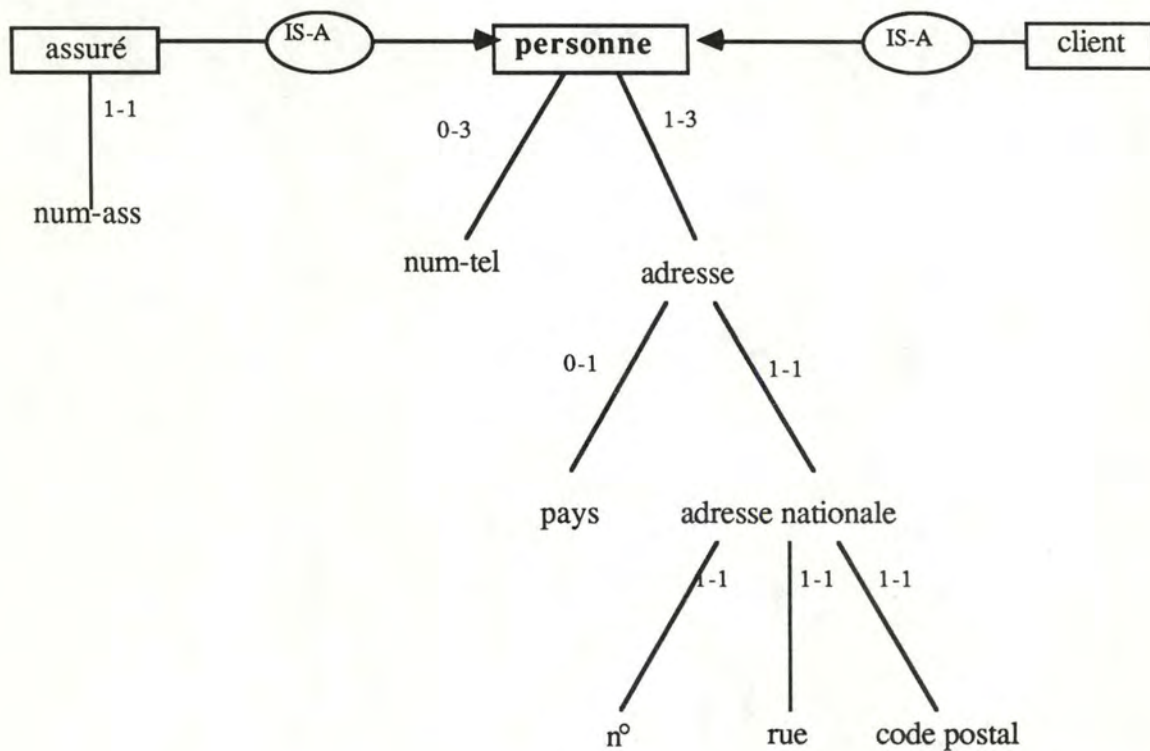 assuré IS-A personne IS-A client
1-1 0-3 1-3
num-ass
num-tel adresse
0-1 1-1
pays adresse nationale
1-1 1-1 1-1
n° rue code postal